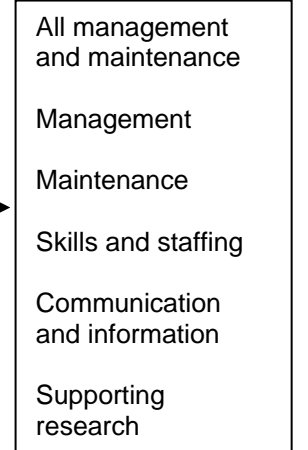 All management
and maintenance
Management
Maintenance
Skills and staffing
Communication
and information
Supporting
research